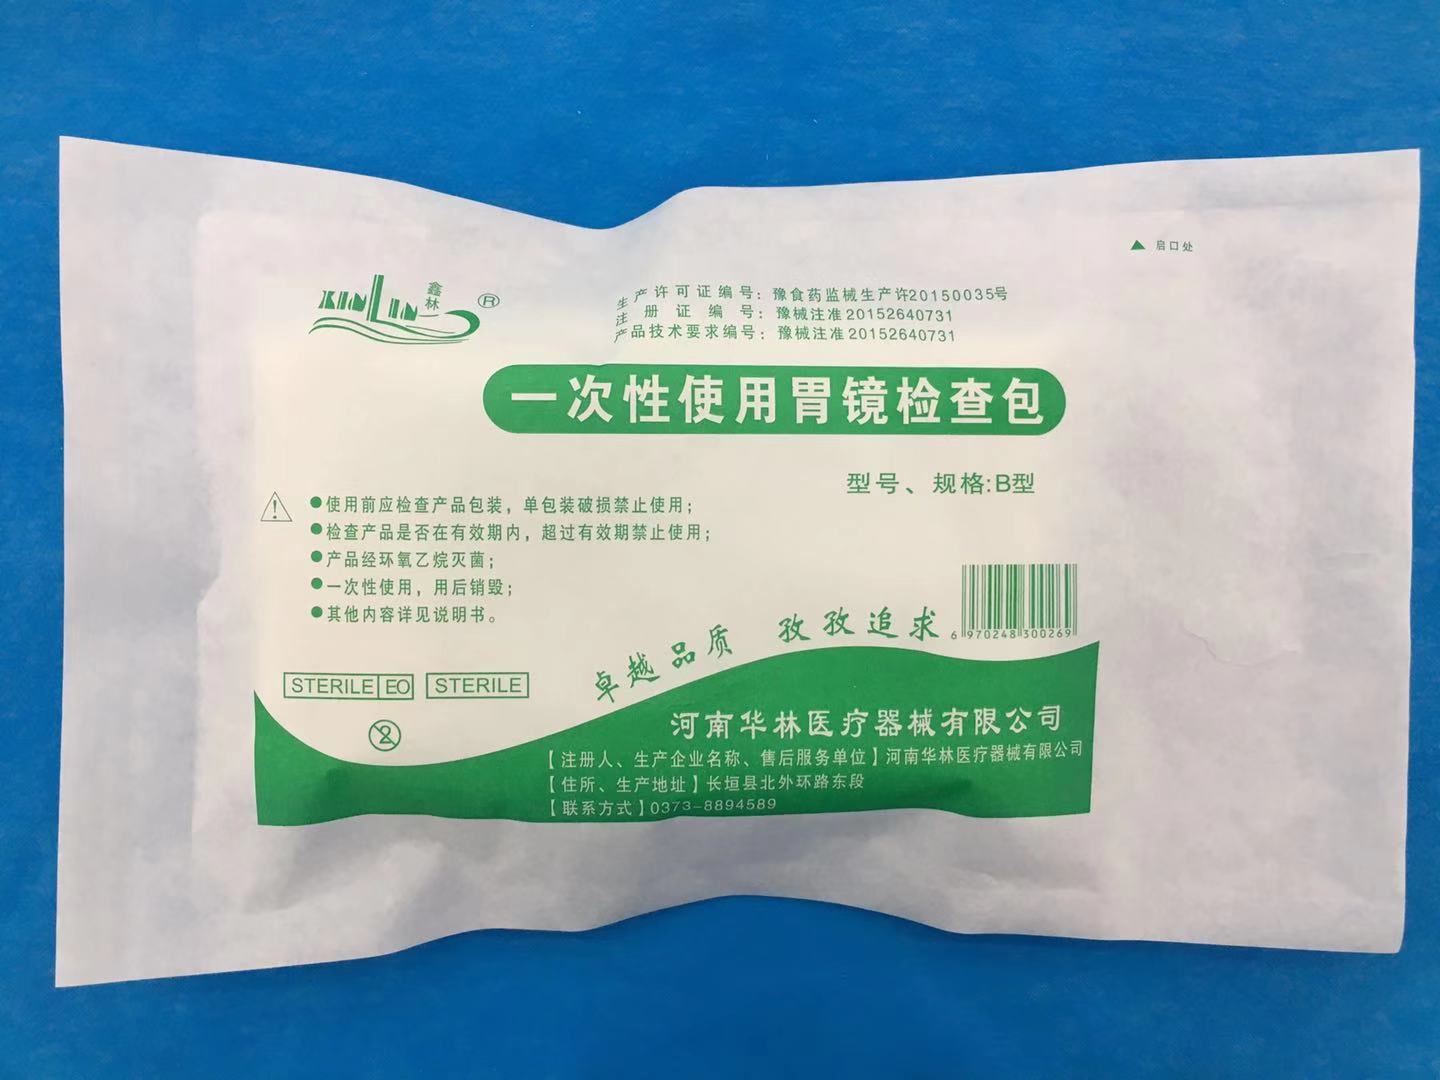 ▲ 启口处
XINLIN 鑫林 ®
生产许可证编号：豫食药监械生产许20150035号
注册证编号：豫械注准20152640731
产品技术要求编号：豫械注准20152640731
一次性使用胃镜检查包
型号、规格:B型
●使用前应检查产品包装，单包装破损禁止使用；
●检查产品是否在有效期内，超过有效期禁止使用；
●产品经环氧乙烷灭菌；
●一次性使用，用后销毁；
●其他内容详见说明书。
6 970248 300269
卓越品质 孜孜追求
STERILE EO STERILE
2
河南华林医疗器械有限公司
【注册人、生产企业名称、售后服务单位】河南华林医疗器械有限公司
【住所、生产地址】长垣县北外环路东段
【联系方式】0373-8894589